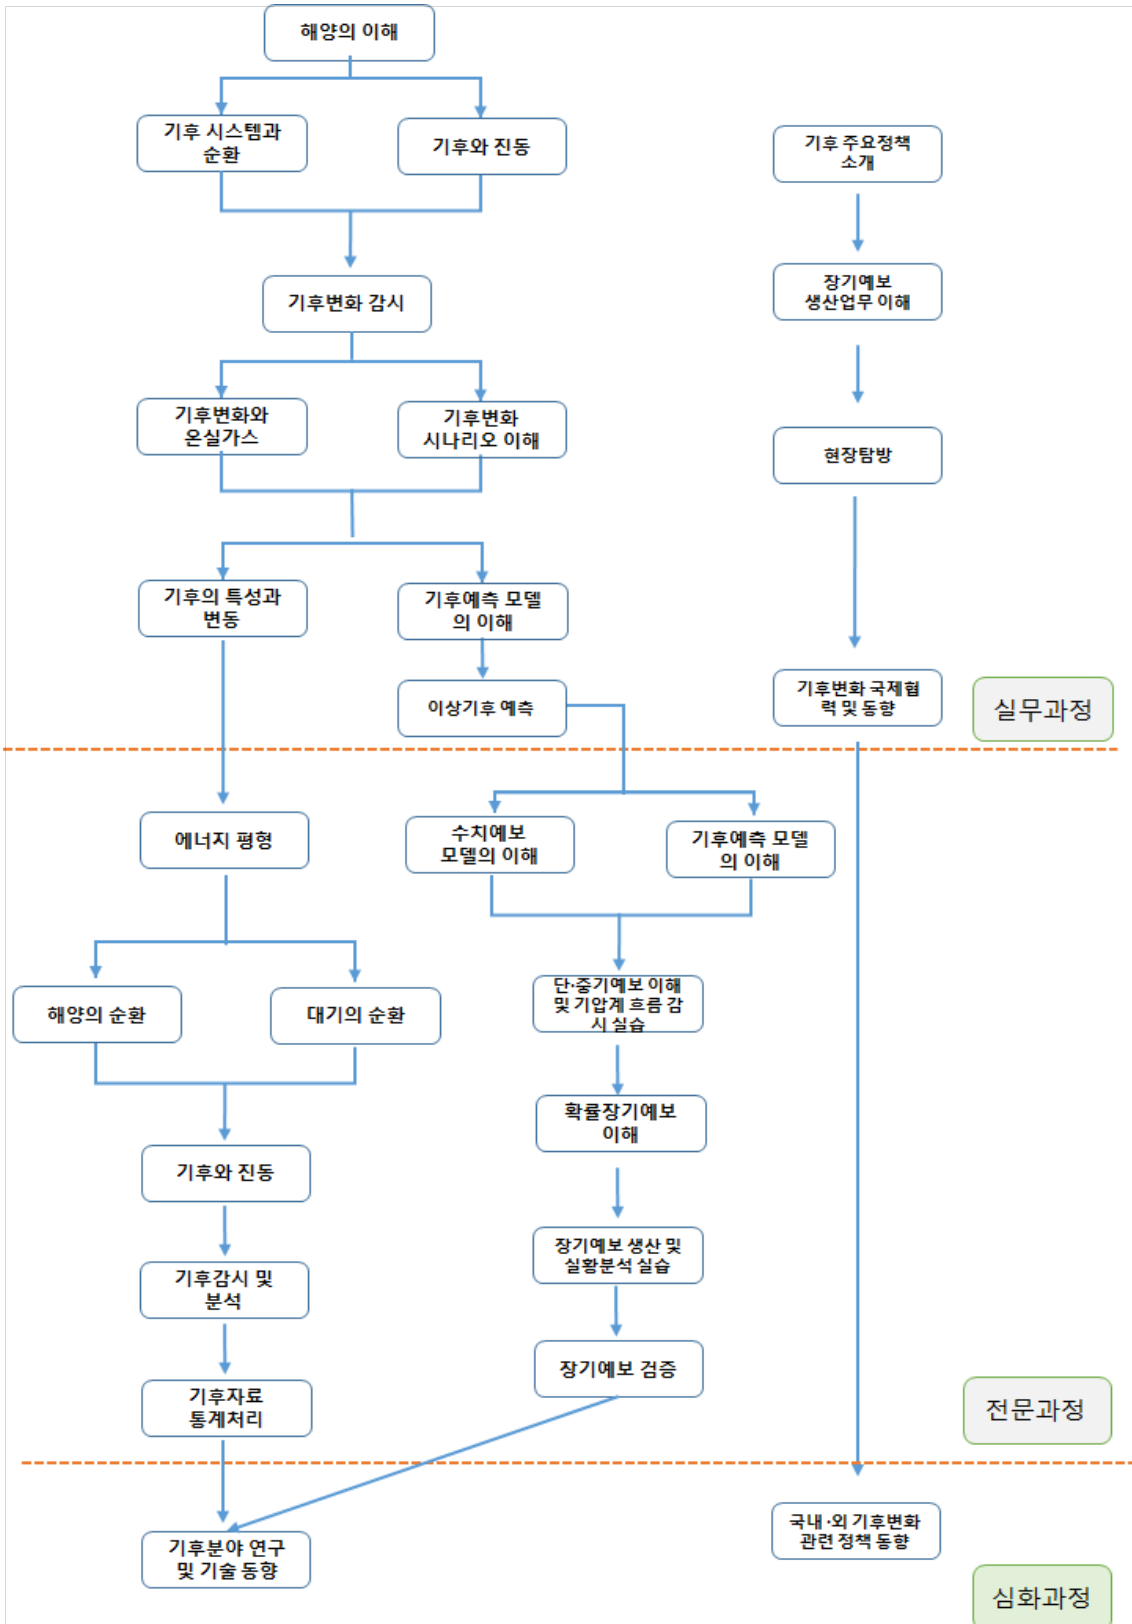 해양의 이해
기후 시스템과
순환
기후와 진동
기후 주요정책
소개
장기예보
생산업무 이해
기후변화 감시
기후변화와
온실가스
기후변화
시나리오 이해
현장탐방
기후의 특성과
변동
기후예측 모델
의 이해
이상기후 예측
기후변화 국제협
력 및 동향
실무과정
에너지 평형
수치예보
모델의 이해
기후예측 모델
의 이해
해양의 순환
대기의 순환
단·중기예보 이해
및 기압계 흐름 감
시 실습
확률장기예보
이해
기후와 진동
장기예보 생산 및
실황분석 실습
기후감시 및
분석
장기예보 검증
기후자료
통계처리
전문과정
기후분야 연구
및 기술 동향
국내·외 기후변화
관련 정책 동향
심화과정